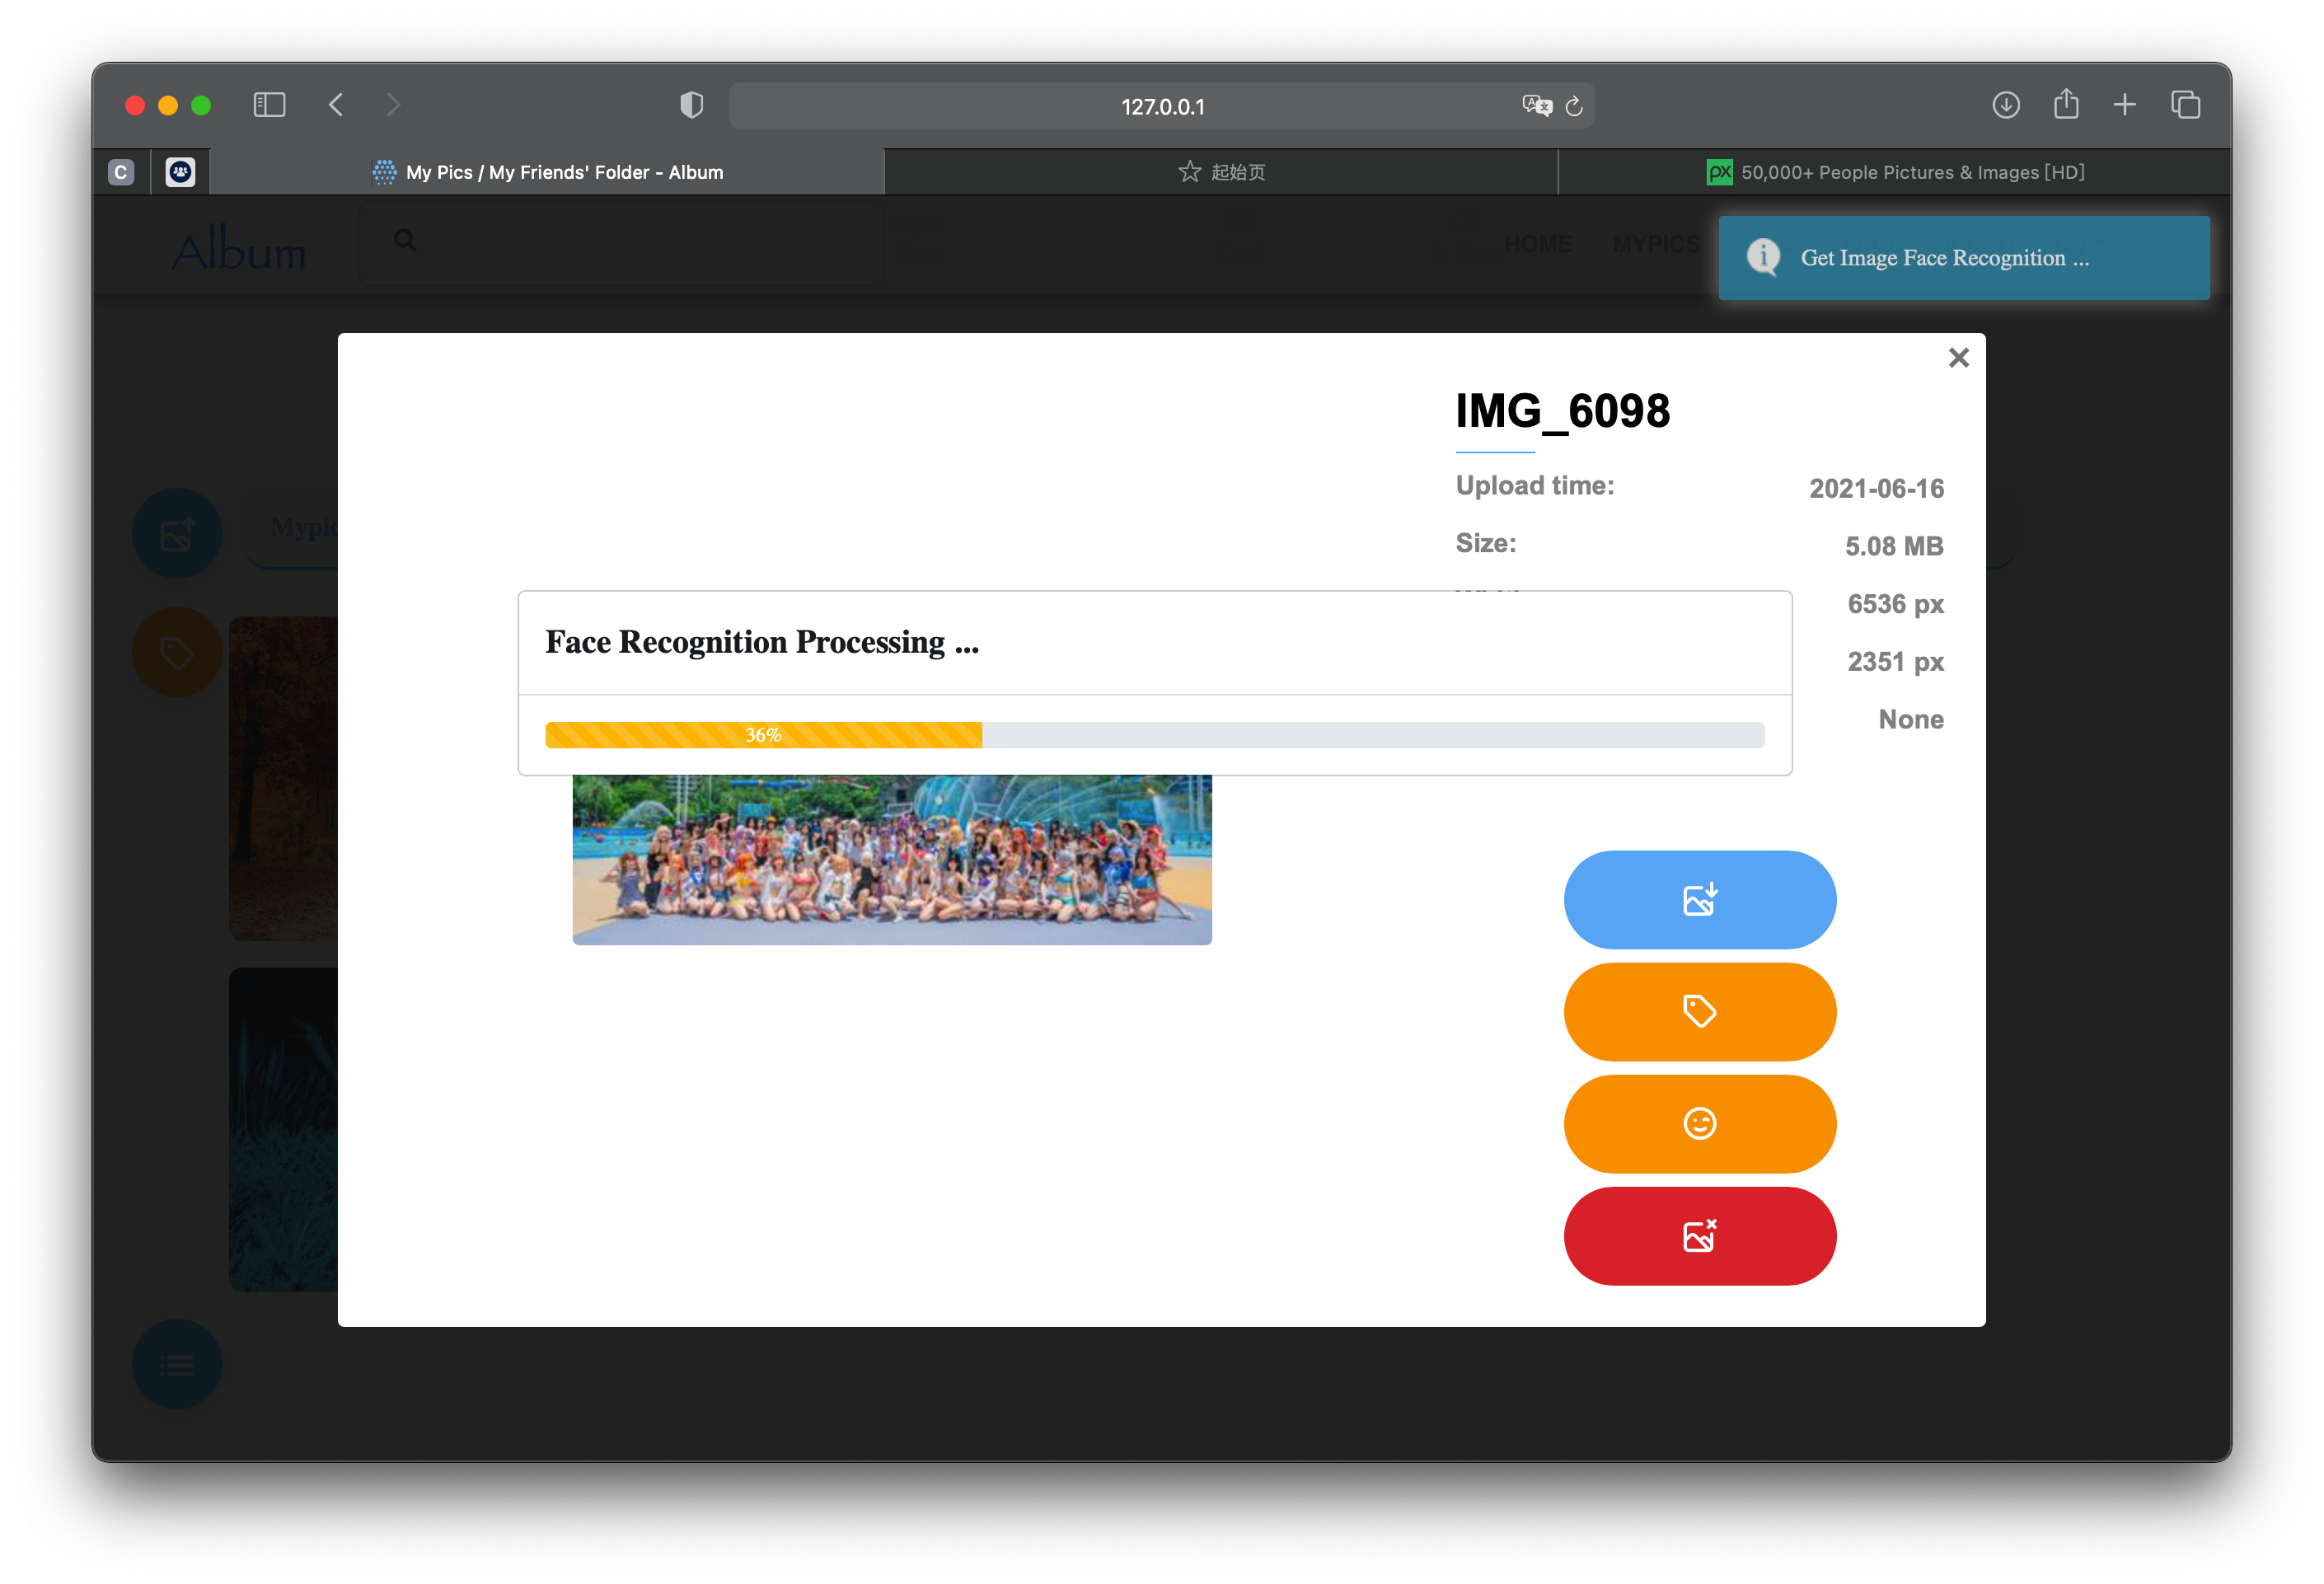 127.0.0.1
C
My Pics / My Friends' Folder - Album
起始页
px 50,000+ People Pictures & Images [HD]
Album
HOME
MYPICS
Get Image Face Recognition ...
IMG_6098
Upload time:
2021-06-16
Size:
5.08 MB
Mypic
6536 px
Face Recognition Processing ...
2351 px
None
36%